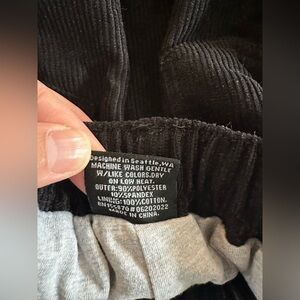 Designed in Seattle, WA
MACHINE WASH GENTLE
W/LIKE COLORS.DRY
ON LOW HEAT.
OUTER:90%POLYESTER
10%SPANDEX
LINING:100%COTTON.
#06202022
MADE IN CHINA.